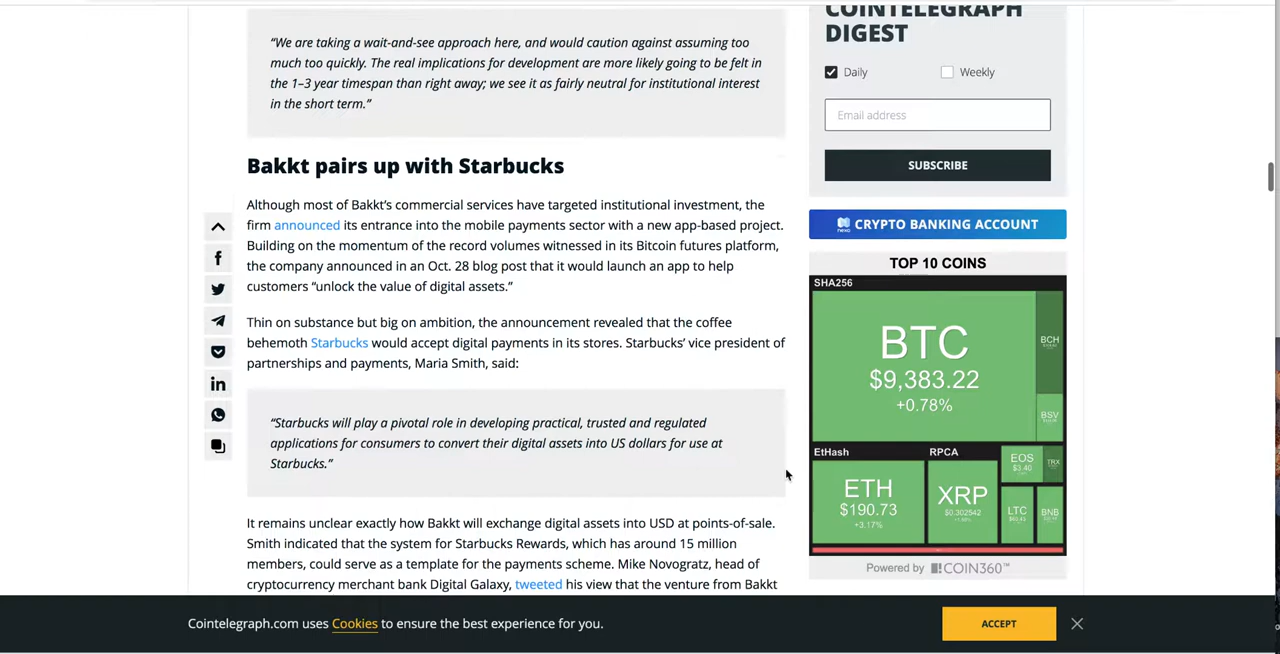 COINTELEGRAPH
DIGEST
Daily
Weekly
Email address
SUBSCRIBE
“We are taking a wait-and-see approach here, and would caution against assuming too
much too quickly. The real implications for development are more likely going to be felt in
the 1–3 year timespan than right away; we see it as fairly neutral for institutional interest
in the short term.”
Bakkt pairs up with Starbucks
Although most of Bakkt’s commercial services have targeted institutional investment, the
firm announced its entrance into the mobile payments sector with a new app-based project.
Building on the momentum of the record volumes witnessed in its Bitcoin futures platform,
the company announced in an Oct. 28 blog post that it would launch an app to help
customers “unlock the value of digital assets.”
Thin on substance but big on ambition, the announcement revealed that the coffee
behemoth Starbucks would accept digital payments in its stores. Starbucks’ vice president of
partnerships and payments, Maria Smith, said:
“Starbucks will play a pivotal role in developing practical, trusted and regulated
applications for consumers to convert their digital assets into US dollars for use at
Starbucks.”
It remains unclear exactly how Bakkt will exchange digital assets into USD at points-of-sale.
Smith indicated that the system for Starbucks Rewards, which has around 15 million
members, could serve as a template for the payments scheme. Mike Novogratz, head of
cryptocurrency merchant bank Digital Galaxy, tweeted his view that the venture from Bakkt
nexo CRYPTO BANKING ACCOUNT
TOP 10 COINS
SHA256
BTC
$9,383.22
+0.78%
BCH
BSV
EtHash
ETH
$190.73
+3.17%
RPCA
XRP
$0.302542
EOS
$3.40
TRX
LTC
BNB
Powered by COIN360™
Cointelegraph.com uses Cookies to ensure the best experience for you.
ACCEPT